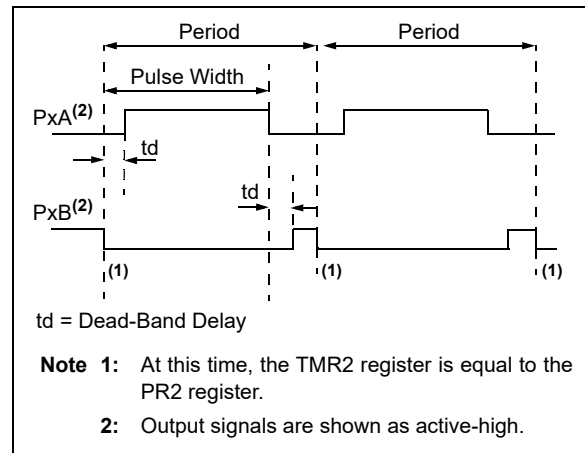 Period Period
Pulse Width
PxA(2)
td
td
PxB(2)
(1) (1) (1)
td = Dead-Band Delay
Note 1: At this time, the TMR2 register is equal to the
PR2 register.
2: Output signals are shown as active-high.